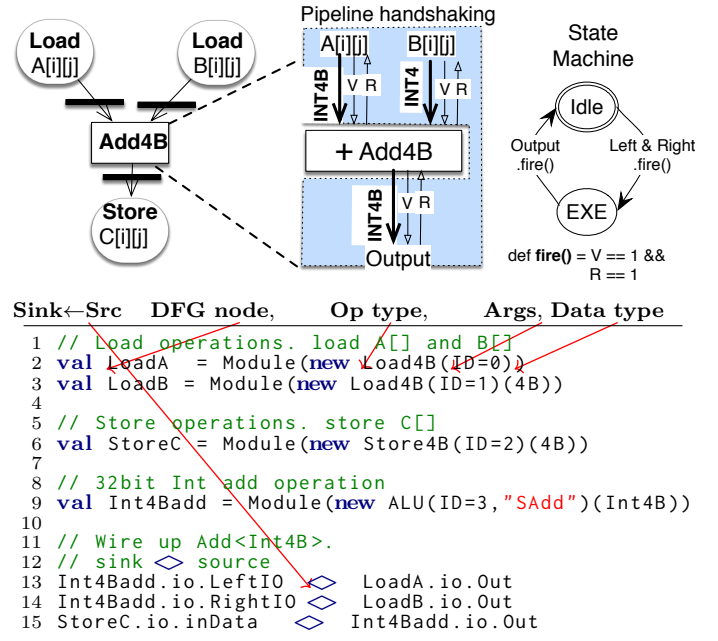 Pipeline handshaking
Load
A[i][j]
Load
B[i][j]
Add4B
Store
C[i][j]
A[i][j]
B[i][j]
INT4B
V
R
INT4
V
R
+ Add4B
INT4B
V
R
Output
State
Machine
Idle
Output
.fire()
Left & Right
.fire()
EXE
def fire() = V == 1 &&
R == 1
Sink←Src DFG node, Op type, Args, Data type
1 // Load operations. load A[] and B[]
2 val LoadA = Module(new Load4B(ID=0))
3 val LoadB = Module(new Load4B(ID=1)(4B))
4
5 // Store operations. store C[]
6 val StoreC = Module(new Store4B(ID=2)(4B))
7
8 // 32bit Int add operation
9 val Int4Badd = Module(new ALU(ID=3,"SAdd")(Int4B))
10
11 // Wire up Add<Int4B>.
12 // sink <> source
13 Int4Badd.io.LeftIO <> LoadA.io.Out
14 Int4Badd.io.RightIO <> LoadB.io.Out
15 StoreC.io.inData <> Int4Badd.io.Out